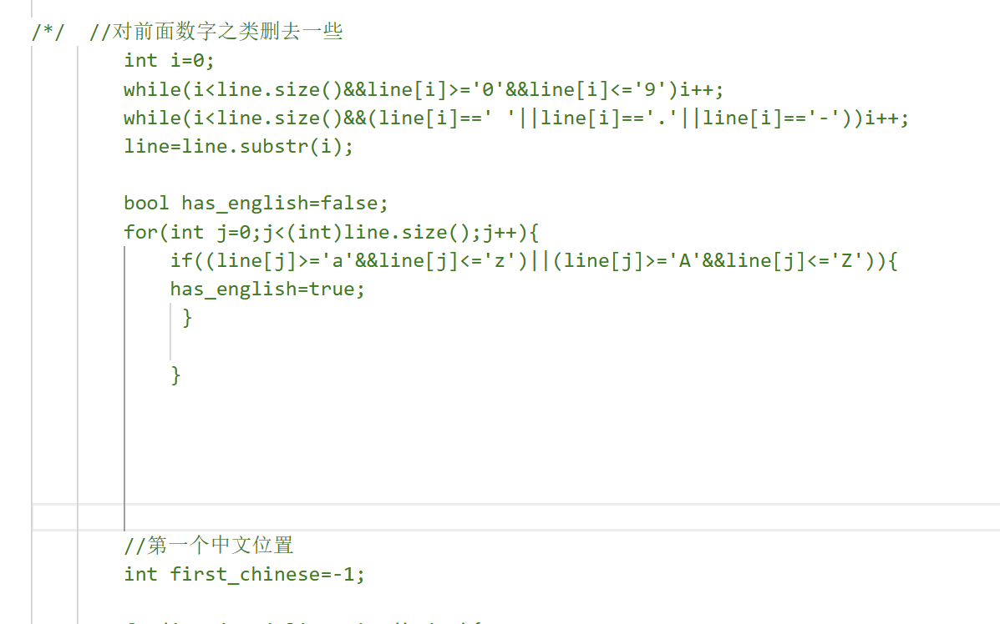 /*/  //对前面数字之类删去一些
int i=0;
while(i<line.size()&&line[i]>='0'&&line[i]<='9')i++;
while(i<line.size()&&(line[i]==' '||line[i]=='.'||line[i]=='-'))i++;
line=line.substr(i);
bool has_english=false;
for(int j=0;j<(int)line.size();j++){
if((line[j]>='a'&&line[j]<='z')||(line[j]>='A'&&line[j]<='Z')){
has_english=true;
}
}
//第一个中文位置
int first_chinese=-1;